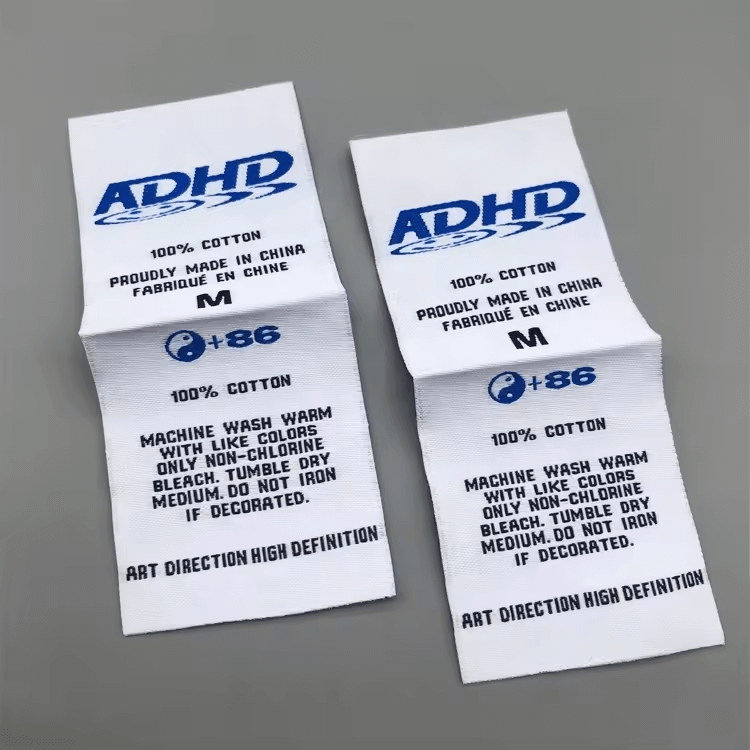 ADHD
100% COTTON
PROUDLY MADE IN CHINA
FABRIQUÉ EN CHINE
M
+86
100% COTTON
MACHINE WASH WARM
WITH LIKE COLORS
ONLY NON-CHLORINE
BLEACH. TUMBLE DRY
MEDIUM. DO NOT IRON
IF DECORATED.
ART DIRECTION HIGH DEFINITION
ADHD
100% COTTON
PROUDLY MADE IN CHINA
FABRIQUÉ EN CHINE
M
+86
100% COTTON
MACHINE WASH WARM
WITH LIKE COLORS
ONLY NON-CHLORINE
BLEACH. TUMBLE DRY
MEDIUM. DO NOT IRON
IF DECORATED.
ART DIRECTION HIGH DEFINITION